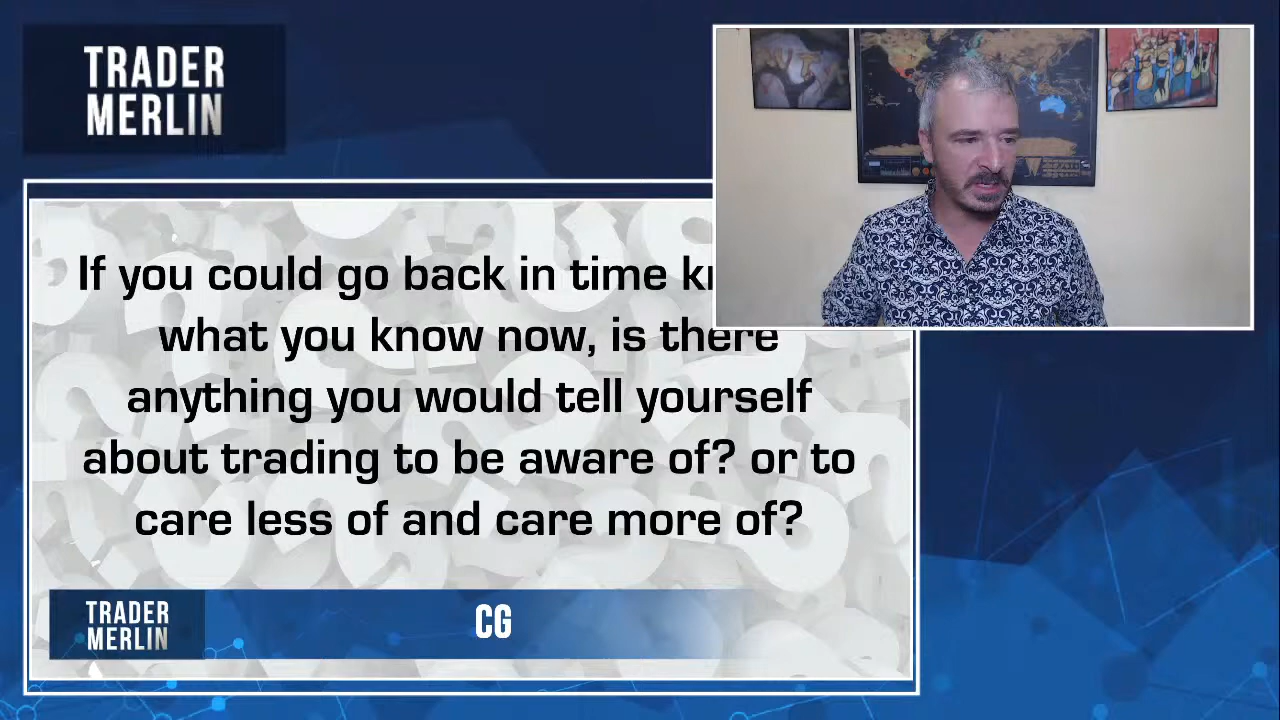 TRADER
MERLIN
If you could go back in time
what you know now, is there
anything you would tell yourself
about trading to be aware of? or to
care less of and care more of?
TRADER
MERLIN
CG